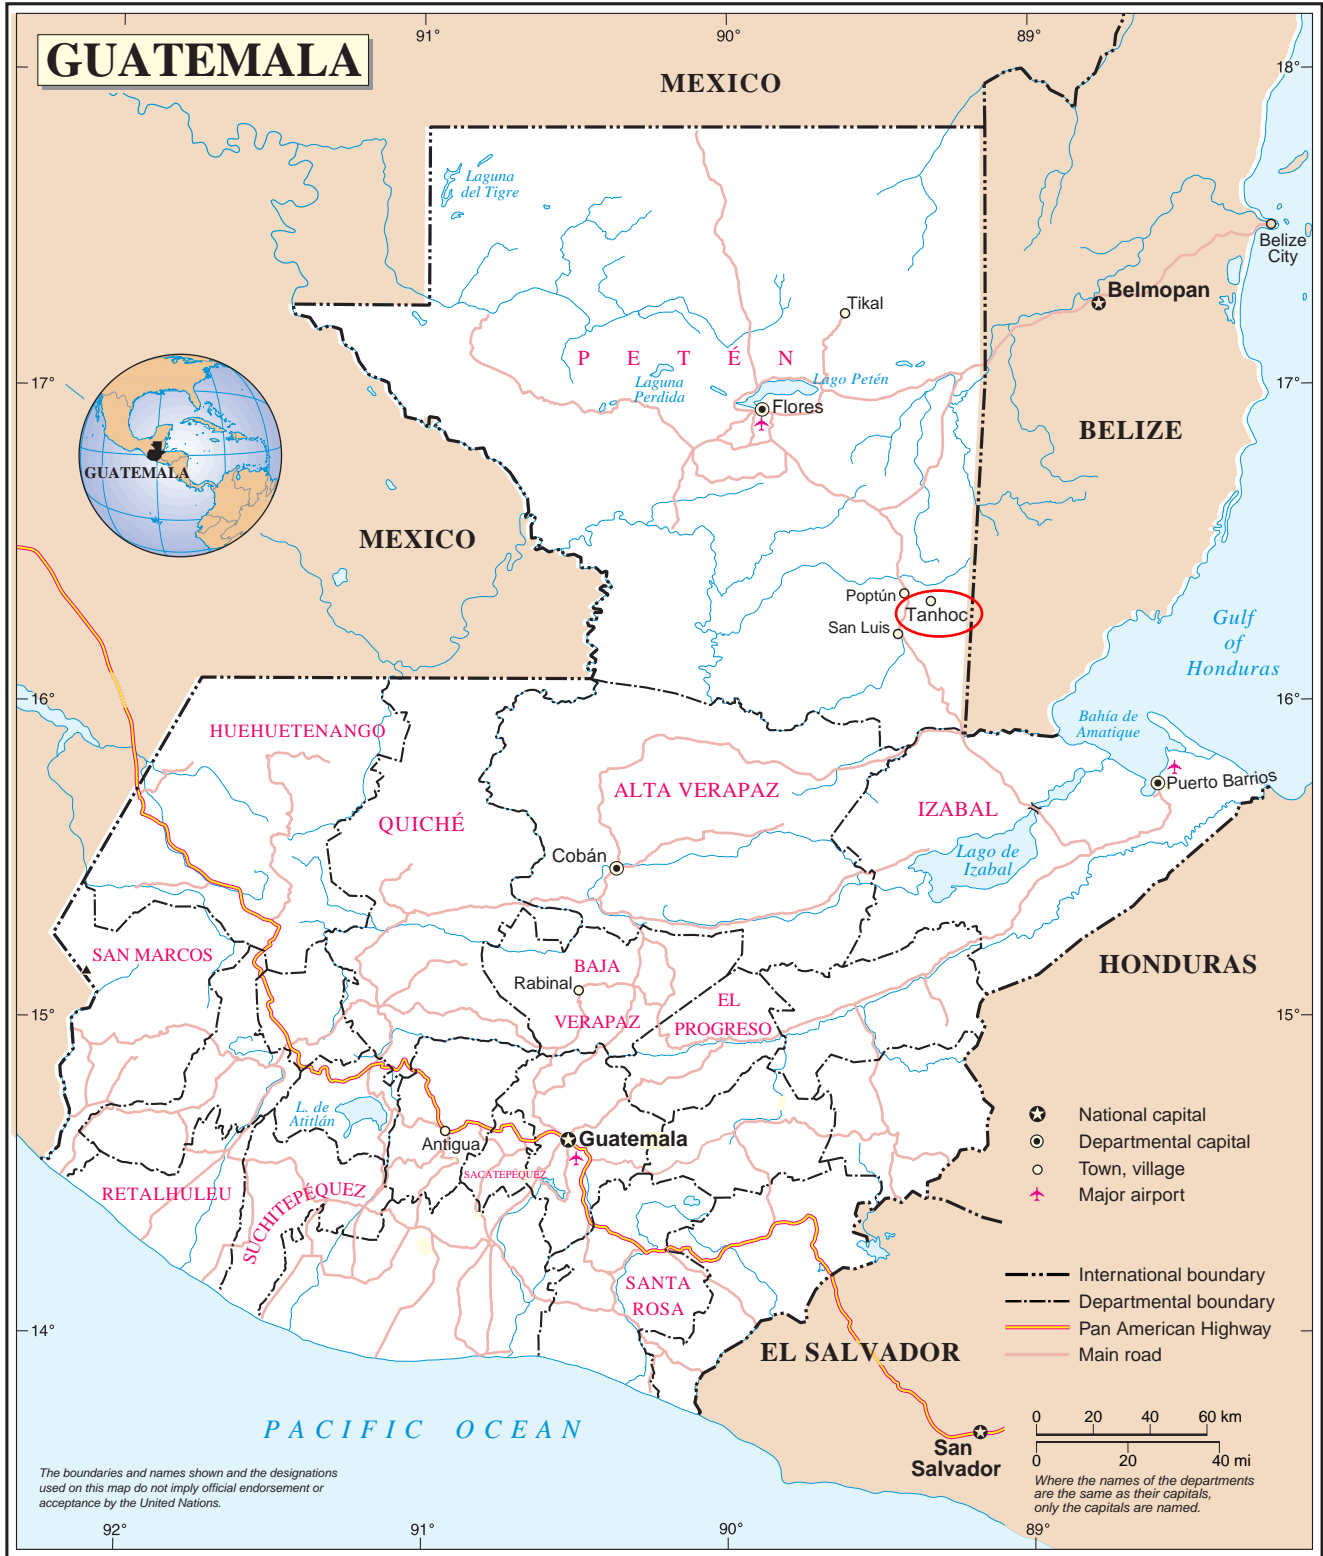 91°
90°
89°
GUATEMALA
MEXICO
18°
18°
Laguna
del Tigre
Belize
City
Belmopan
Tikal
PETÉN
Lago Petén
Laguna
Perdida
17°
17°
Flores
BELIZE
GUATEMALA
MEXICO
Poptún
Tanhoc
San Luis
Gulf
of
Honduras
16°
16°
Bahía de
Amatique
HUEHUETENANGO
Puerto Barrios
ALTA VERAPAZ
IZABAL
QUICHÉ
Cobán
Lago de
Izabal
SAN MARCOS
BAJA
VERAPAZ
HONDURAS
Rabinal
EL
PROGRESO
15°
15°
L. de
Atitlán
Antigua
Guatemala
SACATEPÉQUEZ
RETALHULEU
SUCHITEPÉQUEZ
National capital
Departmental capital
Town, village
Major airport
SANTA
ROSA
International boundary
Departmental boundary
Pan American Highway
Main road
14°
14°
EL SALVADOR
PACIFIC OCEAN
San
Salvador
0 20 40 60 km
0 20 40 mi
The boundaries and names shown and the designations
used on this map do not imply official endorsement or
acceptance by the United Nations.
Where the names of the departments
are the same as their capitals,
only the capitals are named.
92°
91°
90°
89°